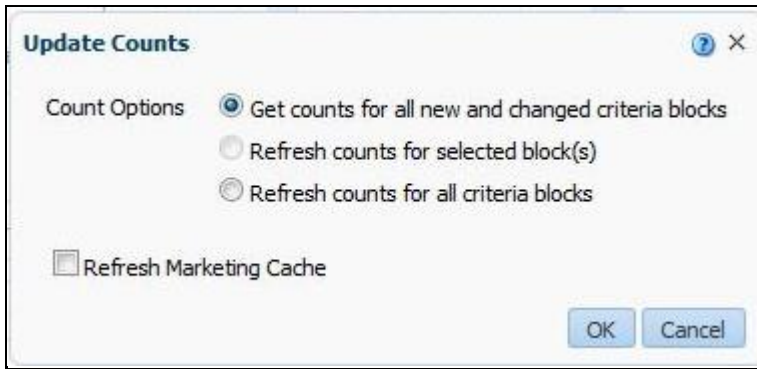 Update Counts
Count Options
Get counts for all new and changed criteria blocks
Refresh counts for selected block(s)
Refresh counts for all criteria blocks
Refresh Marketing Cache
OK Cancel